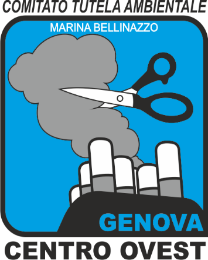 COMITATO TUTELA AMBIENTALE
MARINA BELLINAZZO
GENOVA
CENTRO OVEST